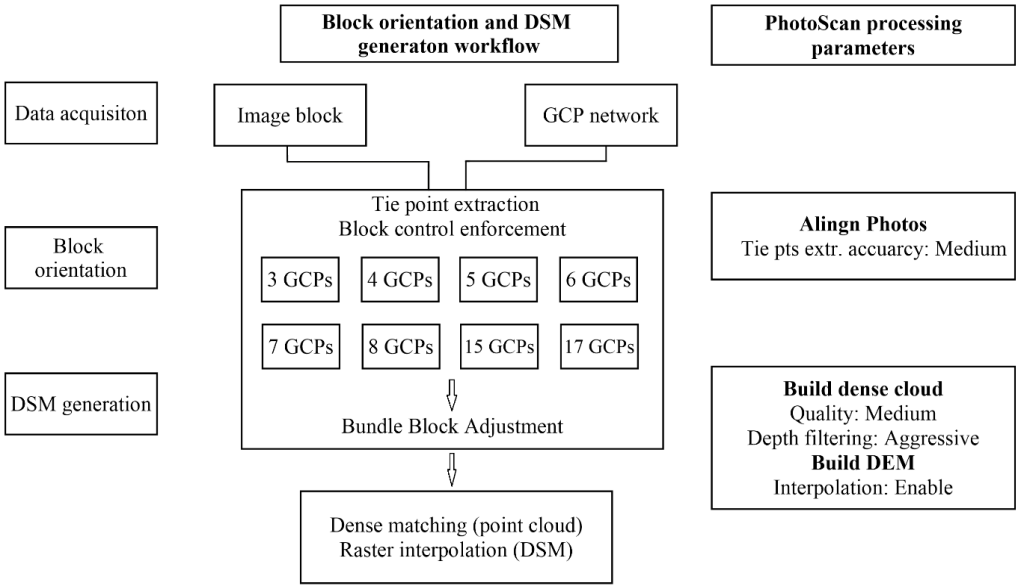 Block orientation and DSM
generaton workflow
PhotoScan processing
parameters
Data acquisiton
Image block
GCP network
Tie point extraction
Block control enforcement
Block
orientation
3 GCPs
4 GCPs
5 GCPs
6 GCPs
7 GCPs
8 GCPs
15 GCPs
17 GCPs
Bundle Block Adjustment
Alingn Photos
Tie pts extr. accuarcy: Medium
DSM generation
Build dense cloud
Quality: Medium
Depth filtering: Aggressive
Build DEM
Interpolation: Enable
Dense matching (point cloud)
Raster interpolation (DSM)